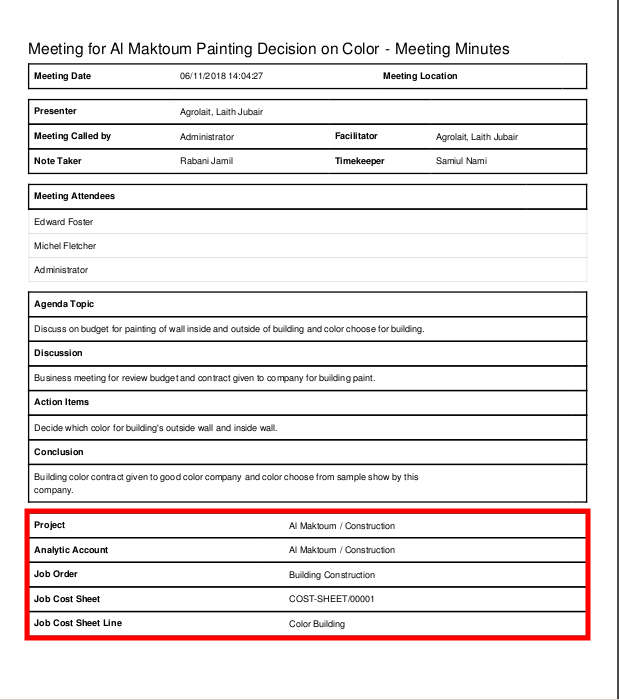 Meeting for Al Maktoum Painting Decision on Color - Meeting Minutes
Meeting Date 06/11/2018 14:04:27 Meeting Location
Presenter Agrolait, Laith Jubair
Meeting Called by Administrator Facilitator Agrolait, Laith Jubair
Note Taker Rabani Jamil Timekeeper Samiul Nami
Meeting Attendees
Edward Foster
Michel Fletcher
Administrator
Agenda Topic
Discuss on budget for painting of wall inside and outside of building and color choose for building.
Discussion
Business meeting for review budget and contract given to company for building paint.
Action Items
Decide which color for building's outside wall and inside wall.
Conclusion
Building color contract given to good color company and color choose from sample show by this
company.
Project Al Maktoum / Construction
Analytic Account Al Maktoum / Construction
Job Order Building Construction
Job Cost Sheet COST-SHEET/00001
Job Cost Sheet Line Color Building